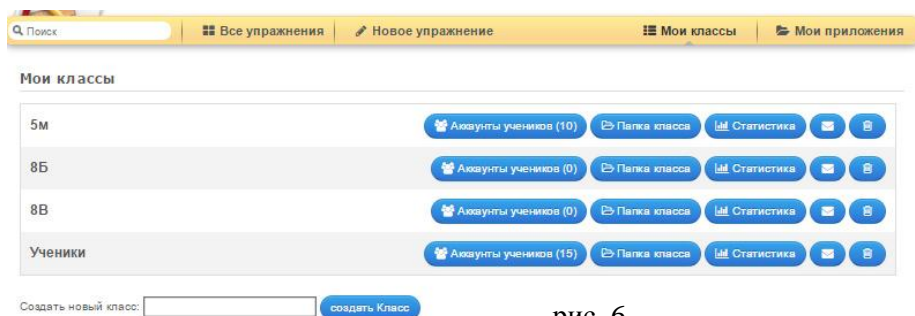 Поиск Все упражнения Новое упражнение Мои классы Мои приложения
Мои классы
5м Аккаунты учеников (10) Папка класса Статистика
8Б Аккаунты учеников (0) Папка класса Статистика
8В Аккаунты учеников (0) Папка класса Статистика
Ученики Аккаунты учеников (15) Папка класса Статистика
Создать новый класс: создать Класс
рис. 6